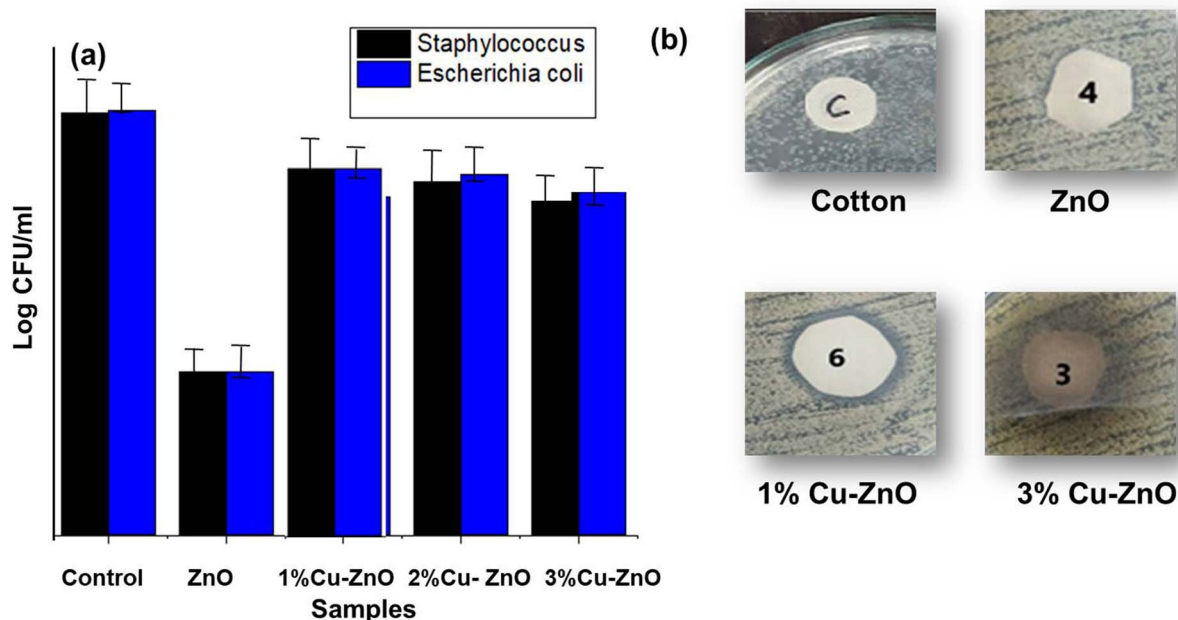 (a)
Staphylococcus
Escherichia coli
Log CFU/ml
Control ZnO 1%Cu-ZnO 2%Cu- ZnO 3%Cu-ZnO
Samples
(b)
C
4
Cotton ZnO
6
3
1% Cu-ZnO 3% Cu-ZnO